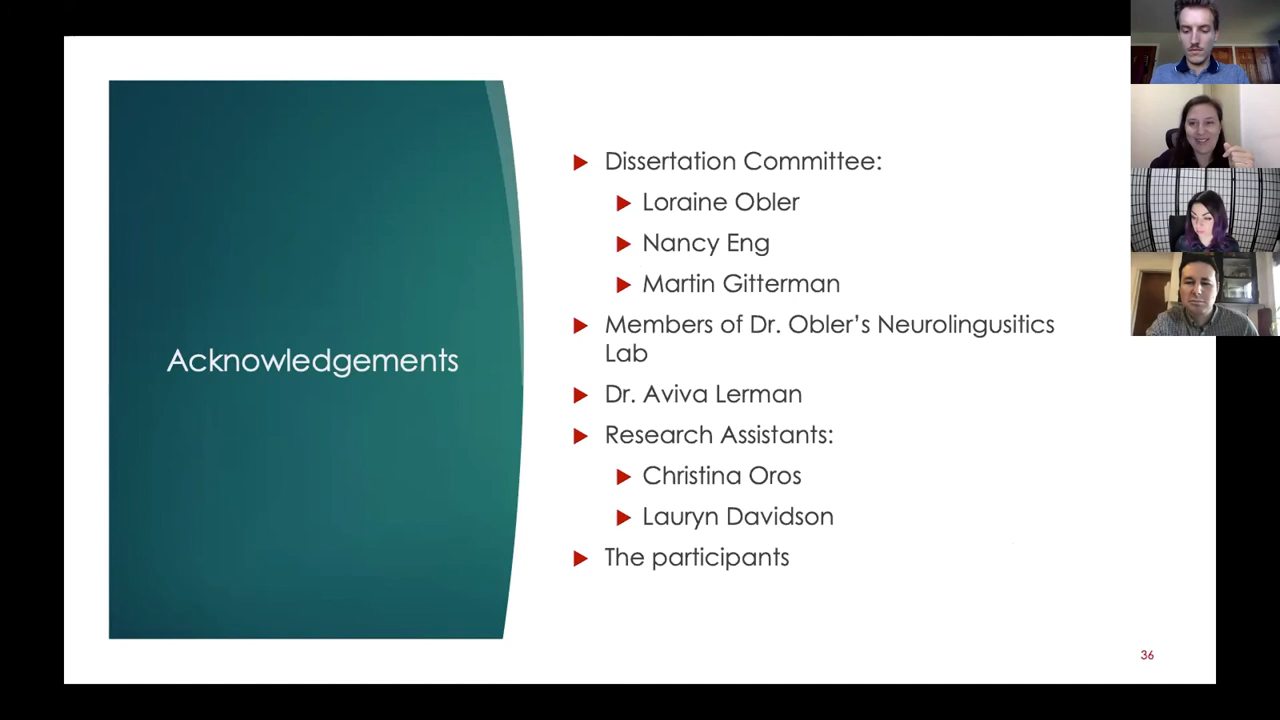 Acknowledgements
Dissertation Committee:
Loraine Obler
Nancy Eng
Martin Gitterman
Members of Dr. Obler's Neurolingusitics
Lab
Dr. Aviva Lerman
Research Assistants:
Christina Oros
Lauryn Davidson
The participants
36